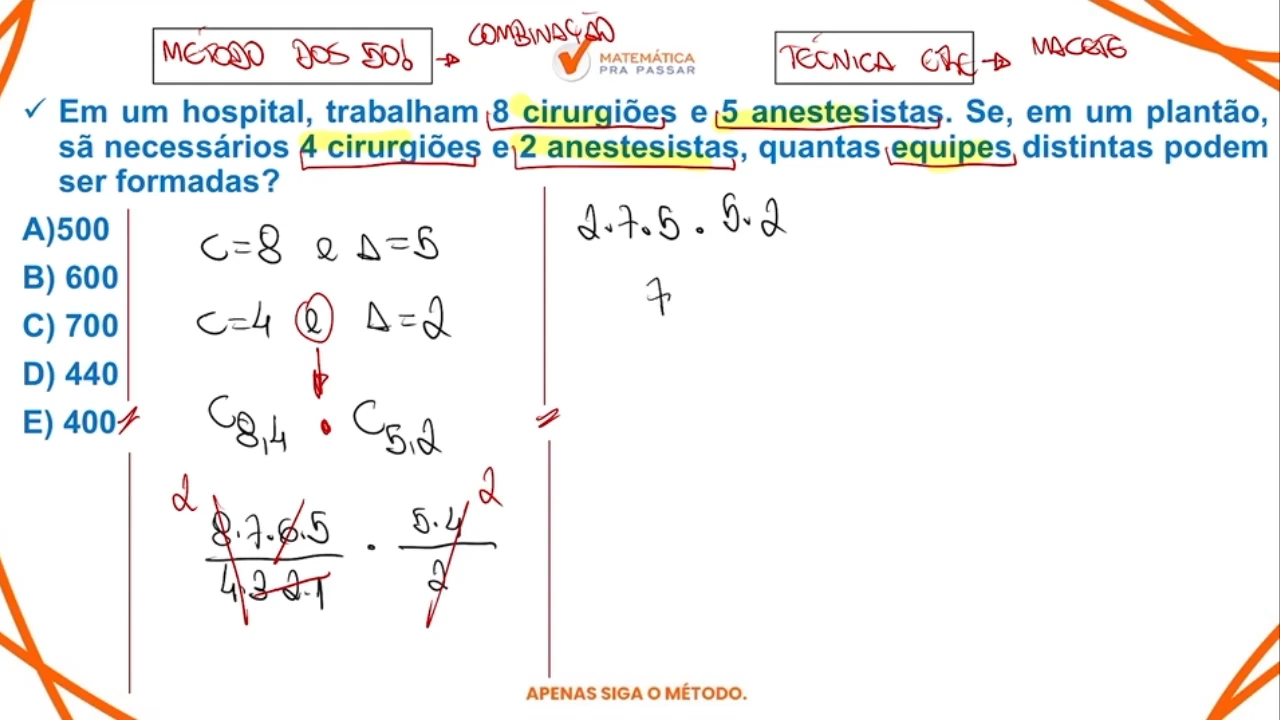 MÉTODO DOS 50! → COMBINAÇÃO
MATEMÁTICA
PRA PASSAR
TÉCNICA → MACETE
✓ Em um hospital, trabalham 8 cirurgiões e 5 anestesistas. Se, em um plantão,
sã necessários 4 cirurgiões e 2 anestesistas, quantas equipes distintas podem
ser formadas?
A)500
B) 600
C) 700
D) 440
E) 400
C=8 e A=5
C=4 e A=2
C8,4 . C5,2
2 2
8.7.6.5 . 5.4
4.3.2.1 2
2.7.5 . 5.2
7
APENAS SIGA O MÉTODO.